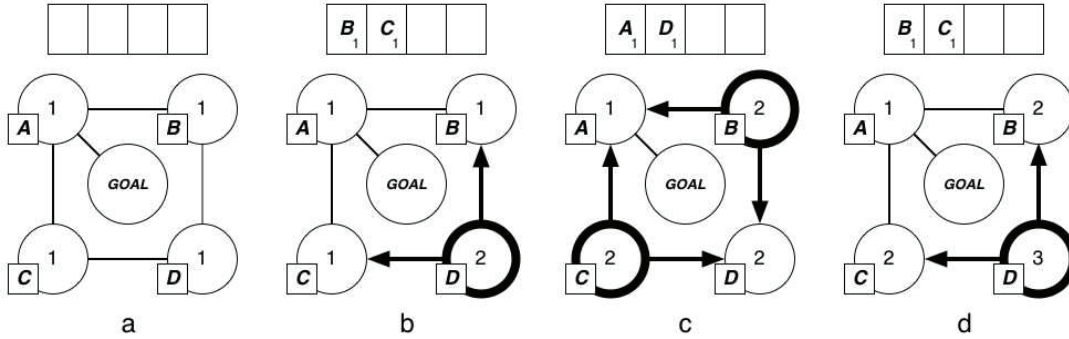 B 1 C 1 A 1 D 1 B 1 C 1
1 1 1 1 1 2 1 2
A B A B A B A B
GOAL GOAL GOAL GOAL
1 1 1 2 2 2 2 3
C D C D C D C D
a b c d